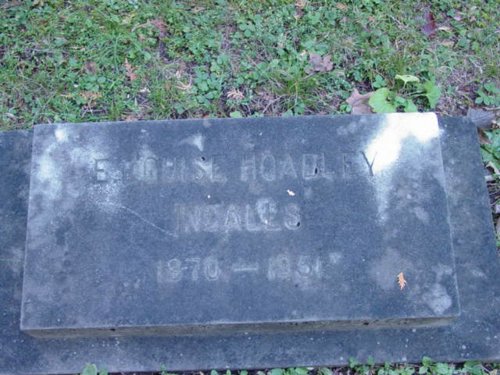 E. LOUISE HOADLEY
INGALLS
1870 — 1951